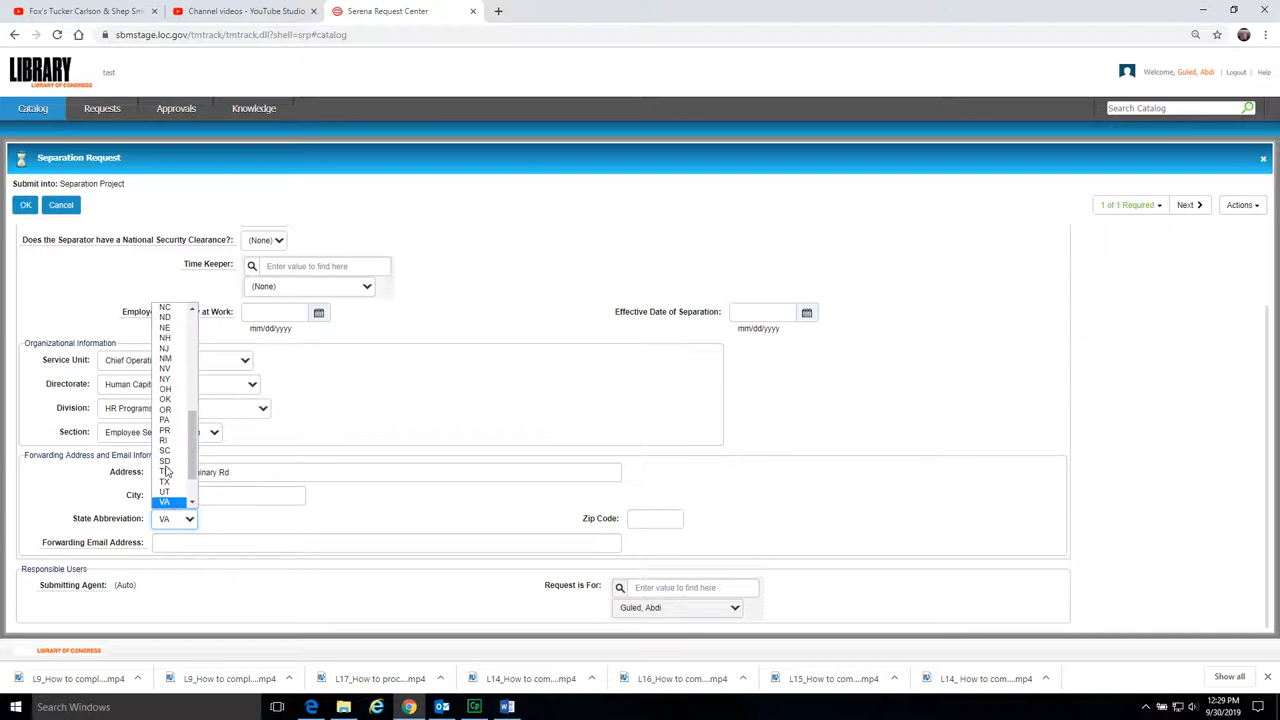 Fox's Tucker Carlson & Shep Sm
Channel videos - YouTube Studio
Serena Request Center
sbmstage.loc.gov/tmtrack/tmtrack.dll?shell=srp#catalog
LIBRARY
LIBRARY OF CONGRESS
test
Welcome, Guled, Abdi
Logout
Help
Catalog
Requests
Approvals
Knowledge
Search Catalog
Separation Request
Submit into: Separation Project
OK
Cancel
1 of 1 Required
Next
Actions
Does the Separator have a National Security Clearance?:
(None)
Time Keeper:
Enter value to find here
(None)
at Work:
mm/dd/yyyy
Effective Date of Separation:
mm/dd/yyyy
NC
ND
NE
NH
NJ
NM
NV
NY
OH
OK
OR
PA
PR
RI
SC
SD
TX
UT
VA
Organizational Information
Service Unit: Chief
Directorate: Human
Division: HR Programs
Section: Employee
Forwarding Address and Email
Address: Rd
City:
State Abbreviation: VA
Zip Code:
Forwarding Email Address:
Responsible Users
Submitting Agent: (Auto)
Request is For:
Enter value to find here
Guled, Abdi
LIBRARY OF CONGRESS
L9_How to compl....mp4
L9_How to compl....mp4
L17_How to proc....mp4
L14_How to com....mp4
L16_How to com....mp4
L15_How to com....mp4
L14_ How to com....mp4
Show all
Search Windows
12:29 PM
9/30/2019